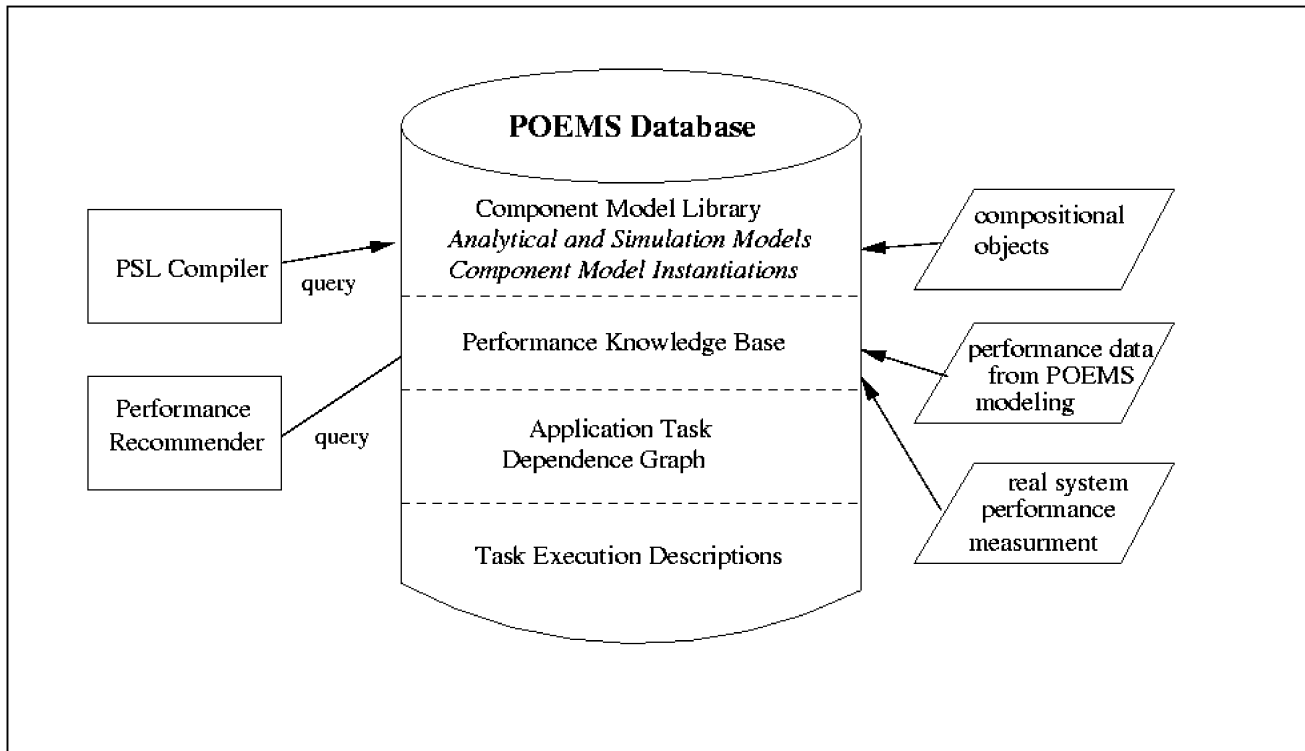 POEMS Database
Component Model Library
Analytical and Simulation Models
Component Model Instantiations
PSL Compiler
query
compositional
objects
Performance Knowledge Base
performance data
from POEMS
modeling
Performance
Recommender
query
Application Task
Dependence Graph
real system
performance
measurment
Task Execution Descriptions